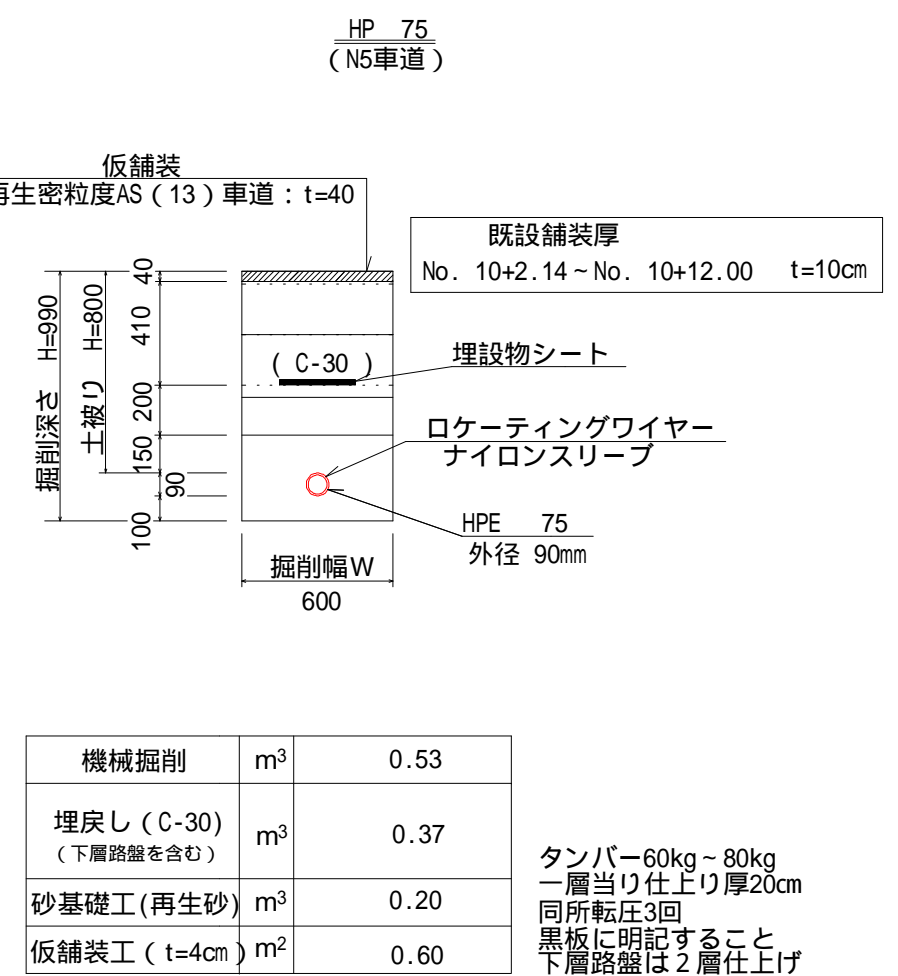 HP 75
(N5車道)
仮舗装
再生密粒度AS(13)車道:t=40
既設舗装厚
No. 10+2.14~No. 10+12.00 t=10cm
掘削深さ H=990
土被り H=800
40
410
200
150
90
100
(C-30)
埋設物シート
ロケーティングワイヤー
ナイロンスリーブ
HPE 75
外径 90mm
掘削幅W
600
機械掘削 m³ 0.53
埋戻し(C-30)
(下層路盤を含む) m³ 0.37
砂基礎工(再生砂) m³ 0.20
仮舗装工(t=4cm) m² 0.60
タンパー60kg~80kg
一層当り仕上り厚20cm
同所転圧3回
黒板に明記すること
下層路盤は2層仕上げ